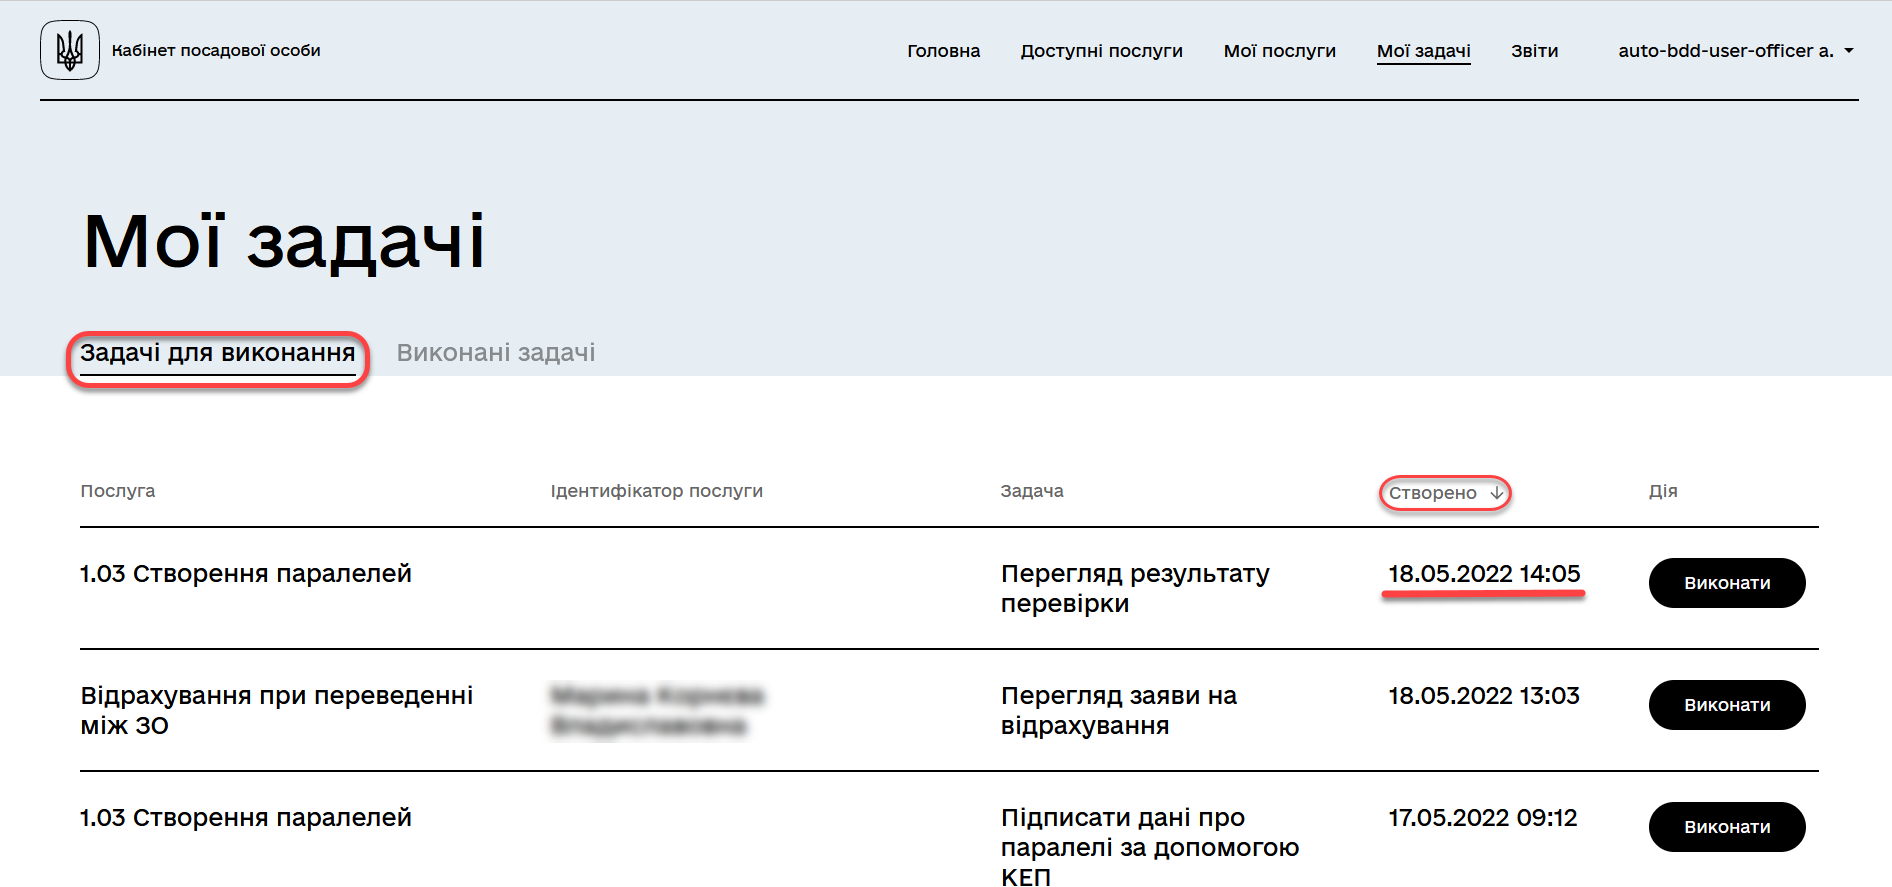 Кабінет посадової особи
Головна
Доступні послуги
Мої послуги
Мої задачі
Звіти
auto-bdd-user-officer a.
Мої задачі
Задачі для виконання
Виконані задачі
Послуга
Ідентифікатор послуги
Задача
Створено
Дія
1.03 Створення паралелей
Перегляд результату
перевірки
18.05.2022 14:05
Виконати
Відрахування при переведенні
між ЗО
Перегляд заяви на
відрахування
18.05.2022 13:03
Виконати
1.03 Створення паралелей
Підписати дані про
паралелі за допомогою
КЕП
17.05.2022 09:12
Виконати